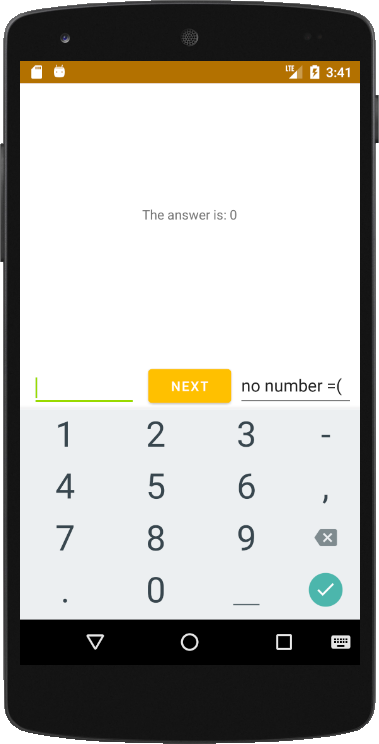 LTE 3:41
The answer is: 0
NEXT no number =(
1 2 3 -
4 5 6 ,
7 8 9
. 0 _